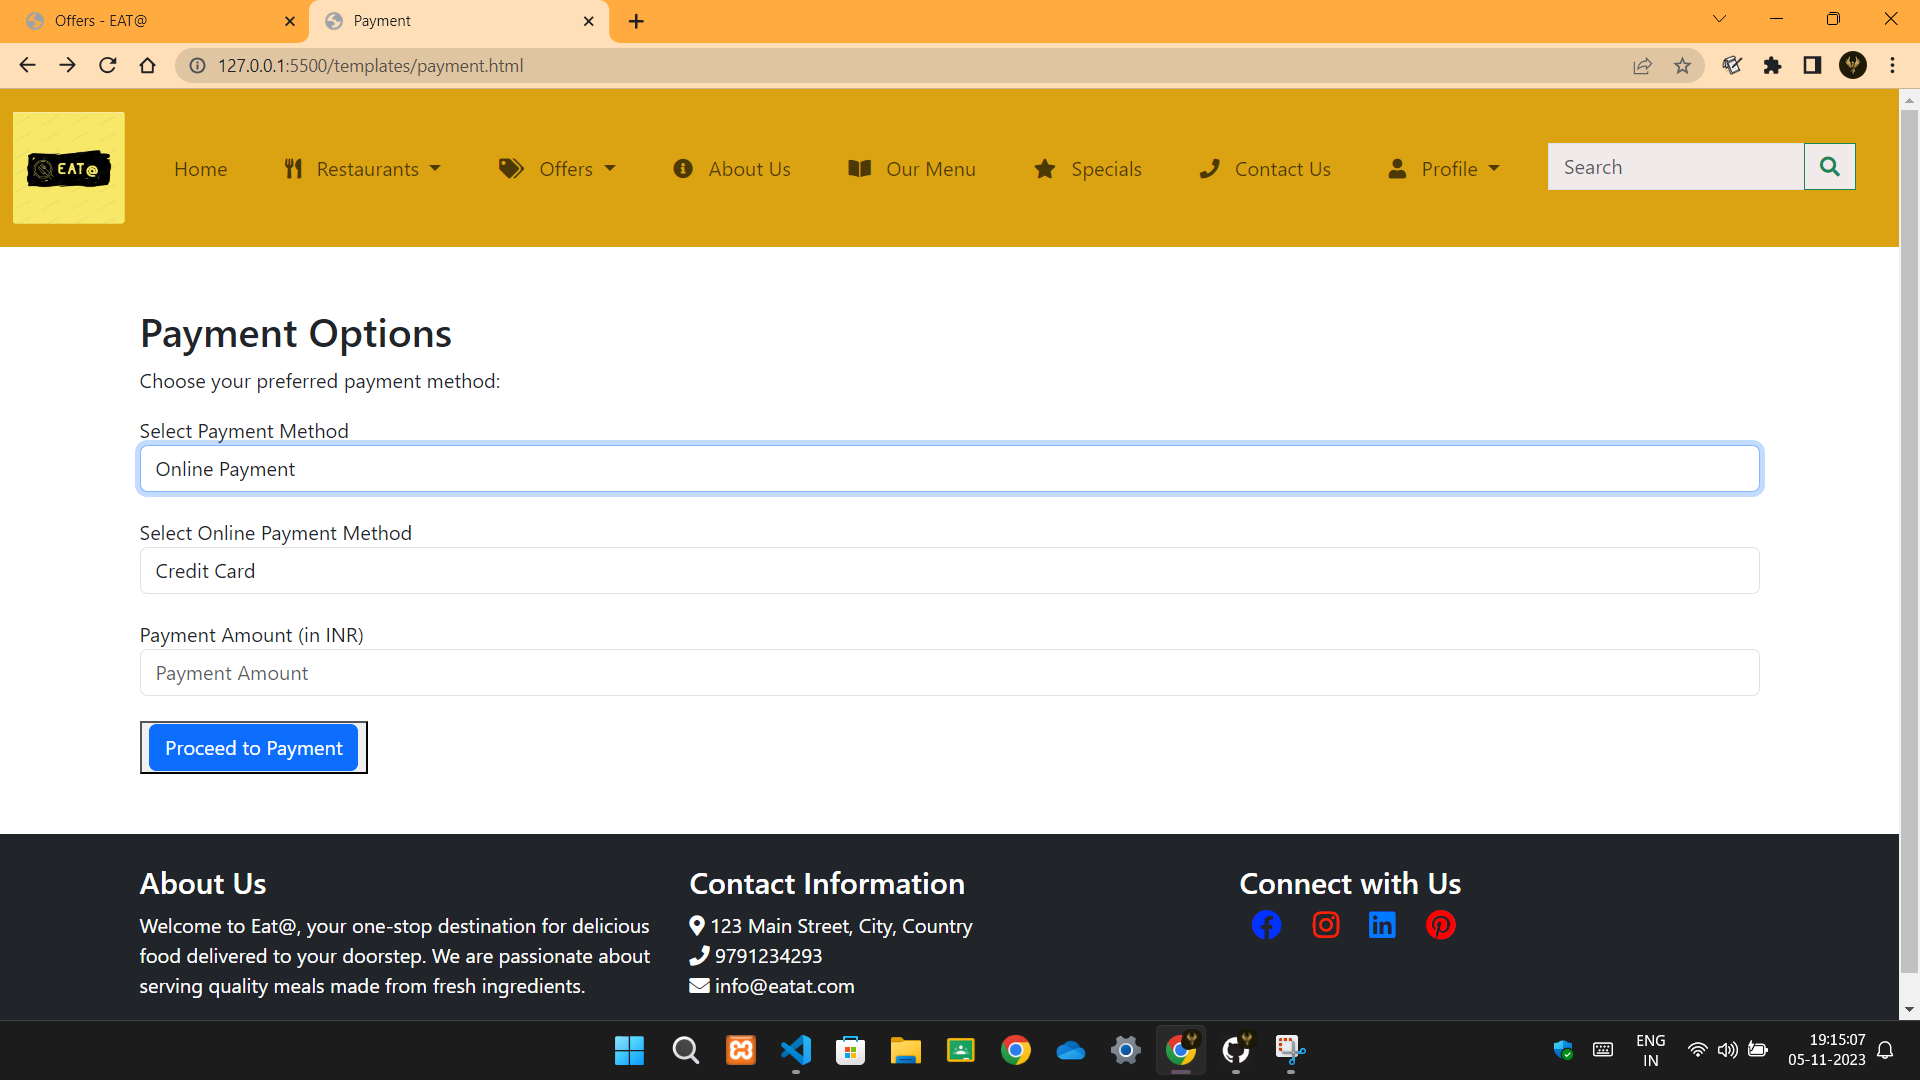 Offers - EAT@
Payment
127.0.0.1:5500/templates/payment.html
EAT@
Home
Restaurants
Offers
About Us
Our Menu
Specials
Contact Us
Profile
Search
Payment Options
Choose your preferred payment method:
Select Payment Method
Online Payment
Select Online Payment Method
Credit Card
Payment Amount (in INR)
Payment Amount
Proceed to Payment
About Us
Welcome to Eat@, your one-stop destination for delicious
food delivered to your doorstep. We are passionate about
serving quality meals made from fresh ingredients.
Contact Information
123 Main Street, City, Country
9791234293
info@eatat.com
Connect with Us
ENG
IN
19:15:07
05-11-2023